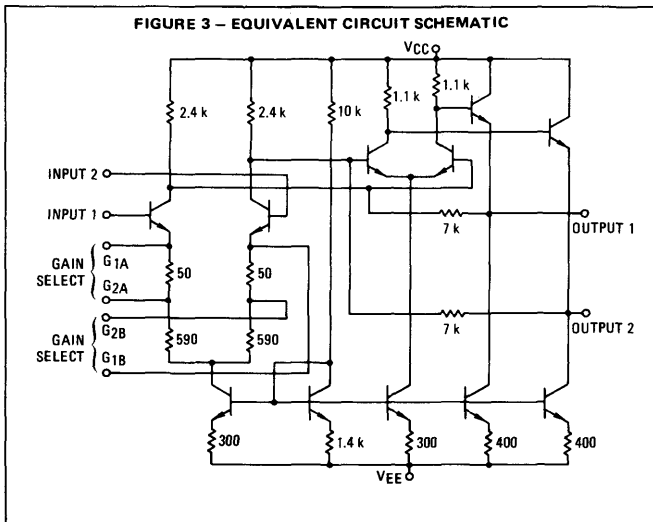 FIGURE 3 – EQUIVALENT CIRCUIT SCHEMATIC
VCC
2.4 k
2.4 k
10 k
1.1 k
1.1 k
INPUT 2
INPUT 1
GAIN SELECT
G1A
G2A
50
50
7 k
OUTPUT 1
GAIN SELECT
G2B
G1B
590
590
7 k
OUTPUT 2
300
1.4 k
300
400
400
VEE